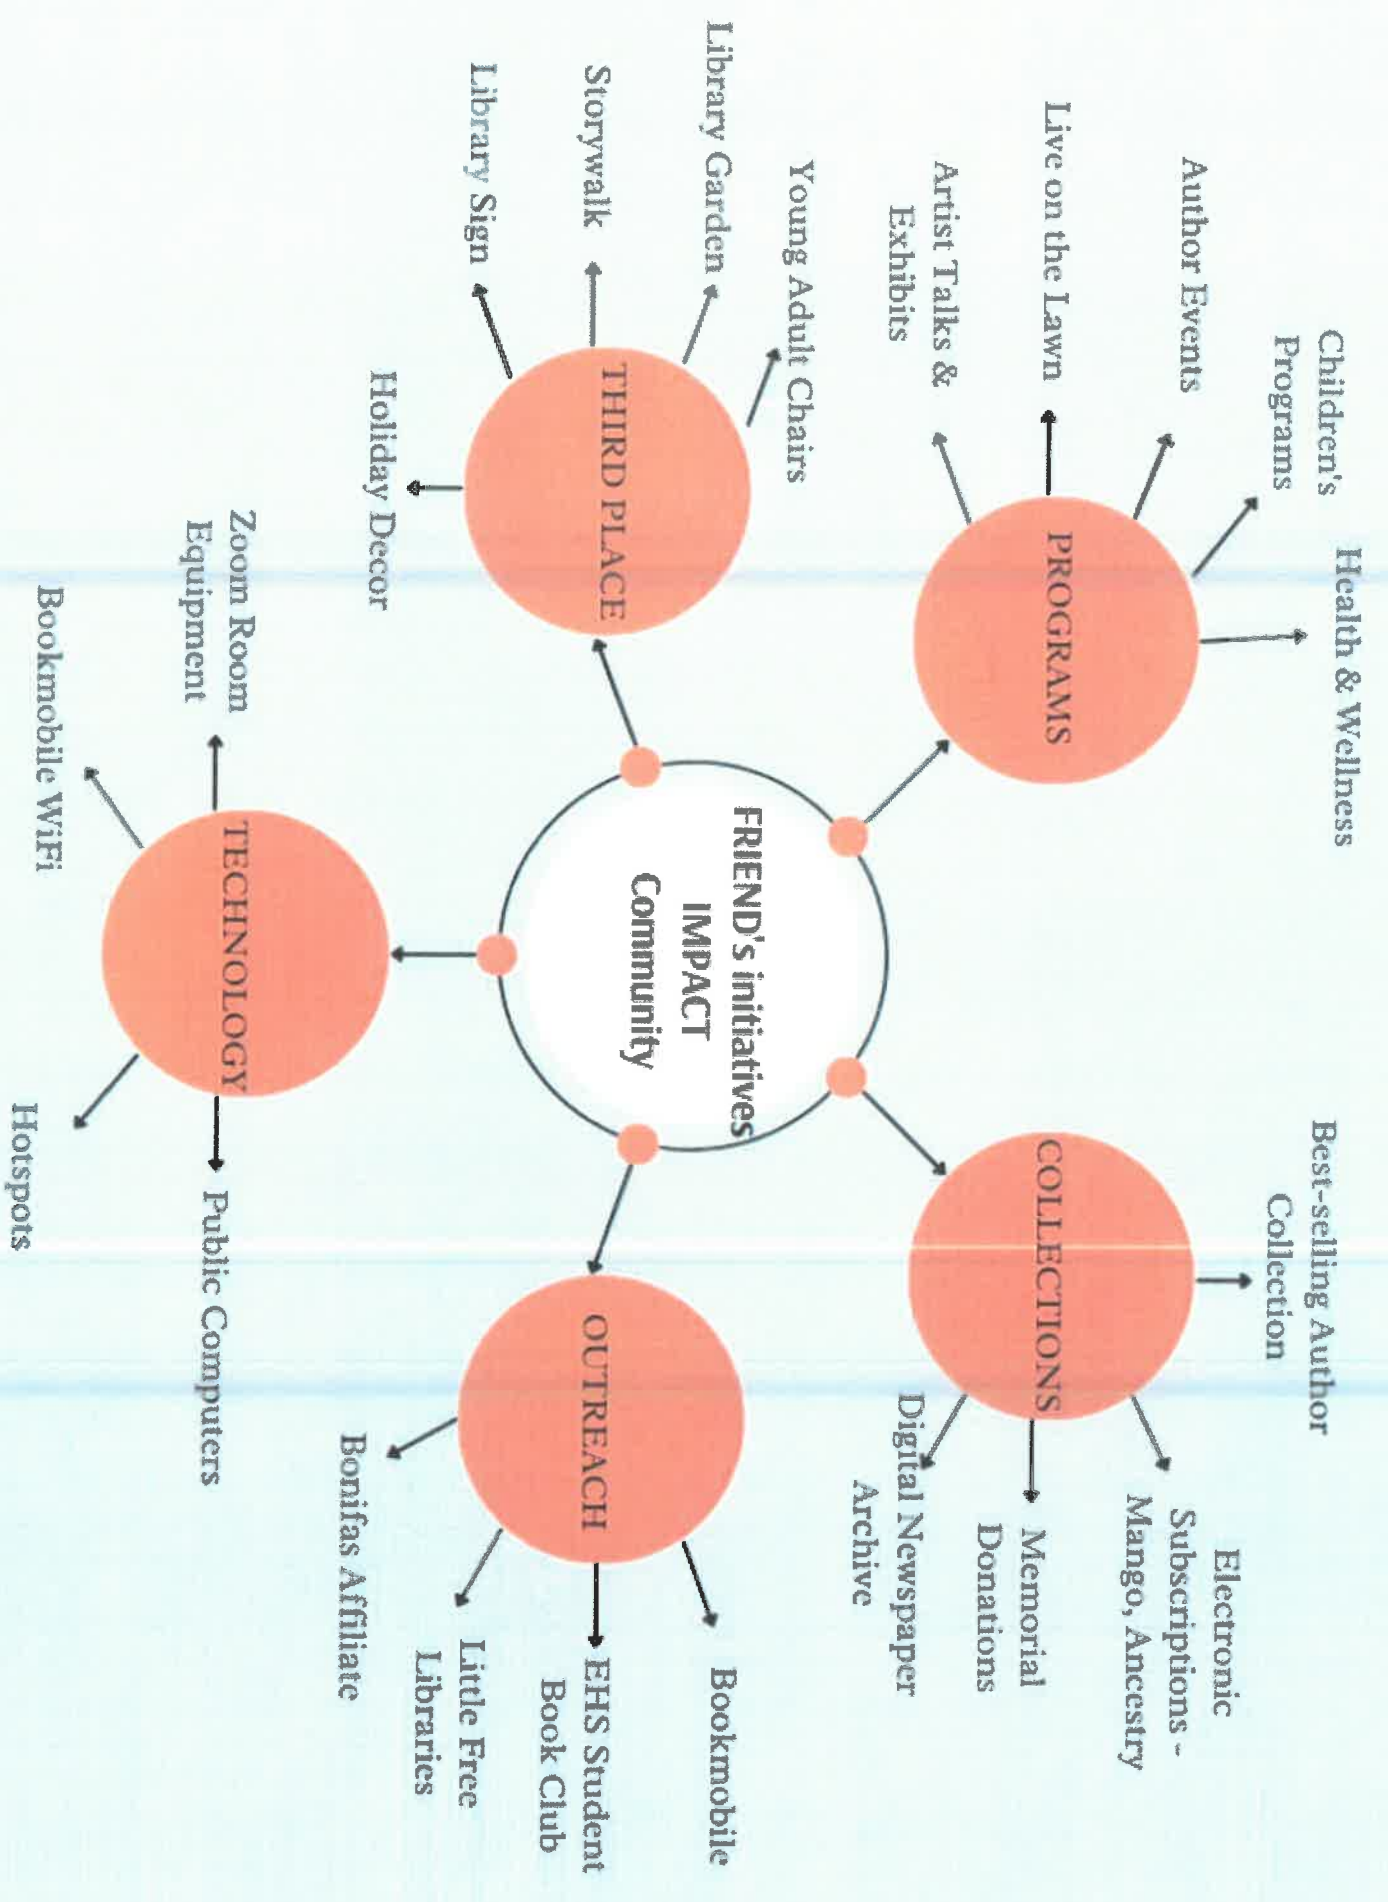 Health & Wellness
Children's
Programs
Author Events
Live on the Lawn
Artist Talks &
Exhibits
PROGRAMS
Best-selling Author
Collection
Electronic
Subscriptions -
Mango, Ancestry
Memorial
Donations
Digital Newspaper
Archive
COLLECTIONS
FRIEND's initiatives
IMPACT
Community
Young Adult Chairs
Library Garden
Storywalk
Library Sign
Holiday Decor
THIRD PLACE
Bookmobile
EHS Student
Book Club
Little Free
Libraries
Bonifas Affiliate
OUTREACH
Zoom Room
Equipment
Bookmobile WiFi
TECHNOLOGY
Public Computers
Hotspots